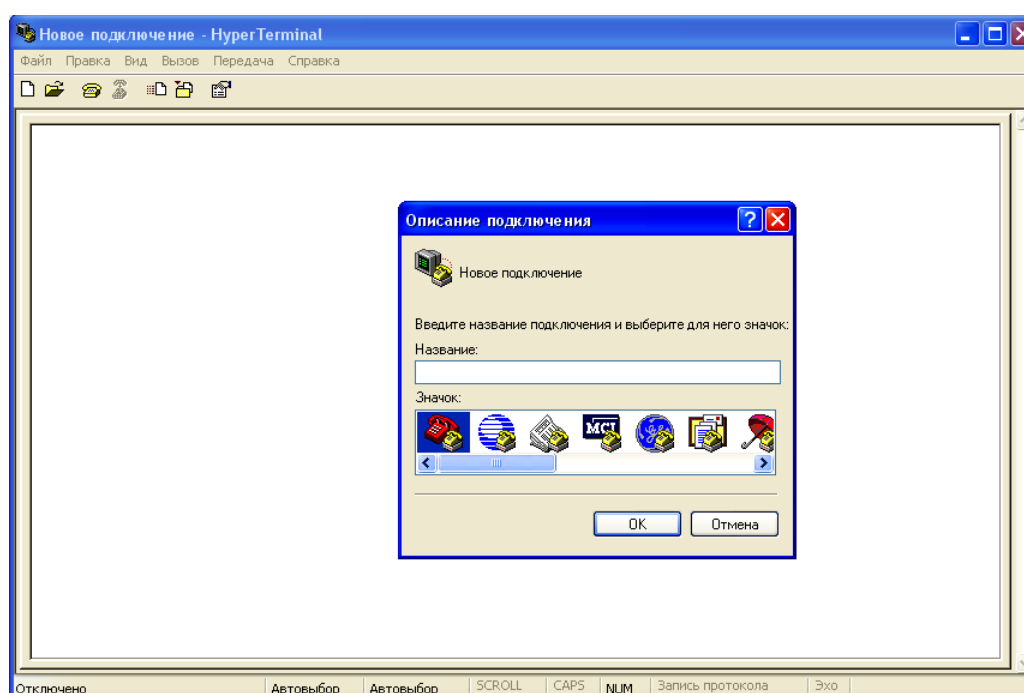 Новое подключение - HyperTerminal
Файл Правка Вид Вызов Передача Справка
Описание подключения
Новое подключение
Введите название подключения и выберите для него значок:
Название:
Значок:
MCI
OK Отмена
Отключено Автовыбор Автовыбор SCROLL CAPS NUM Запись протокола Эхо